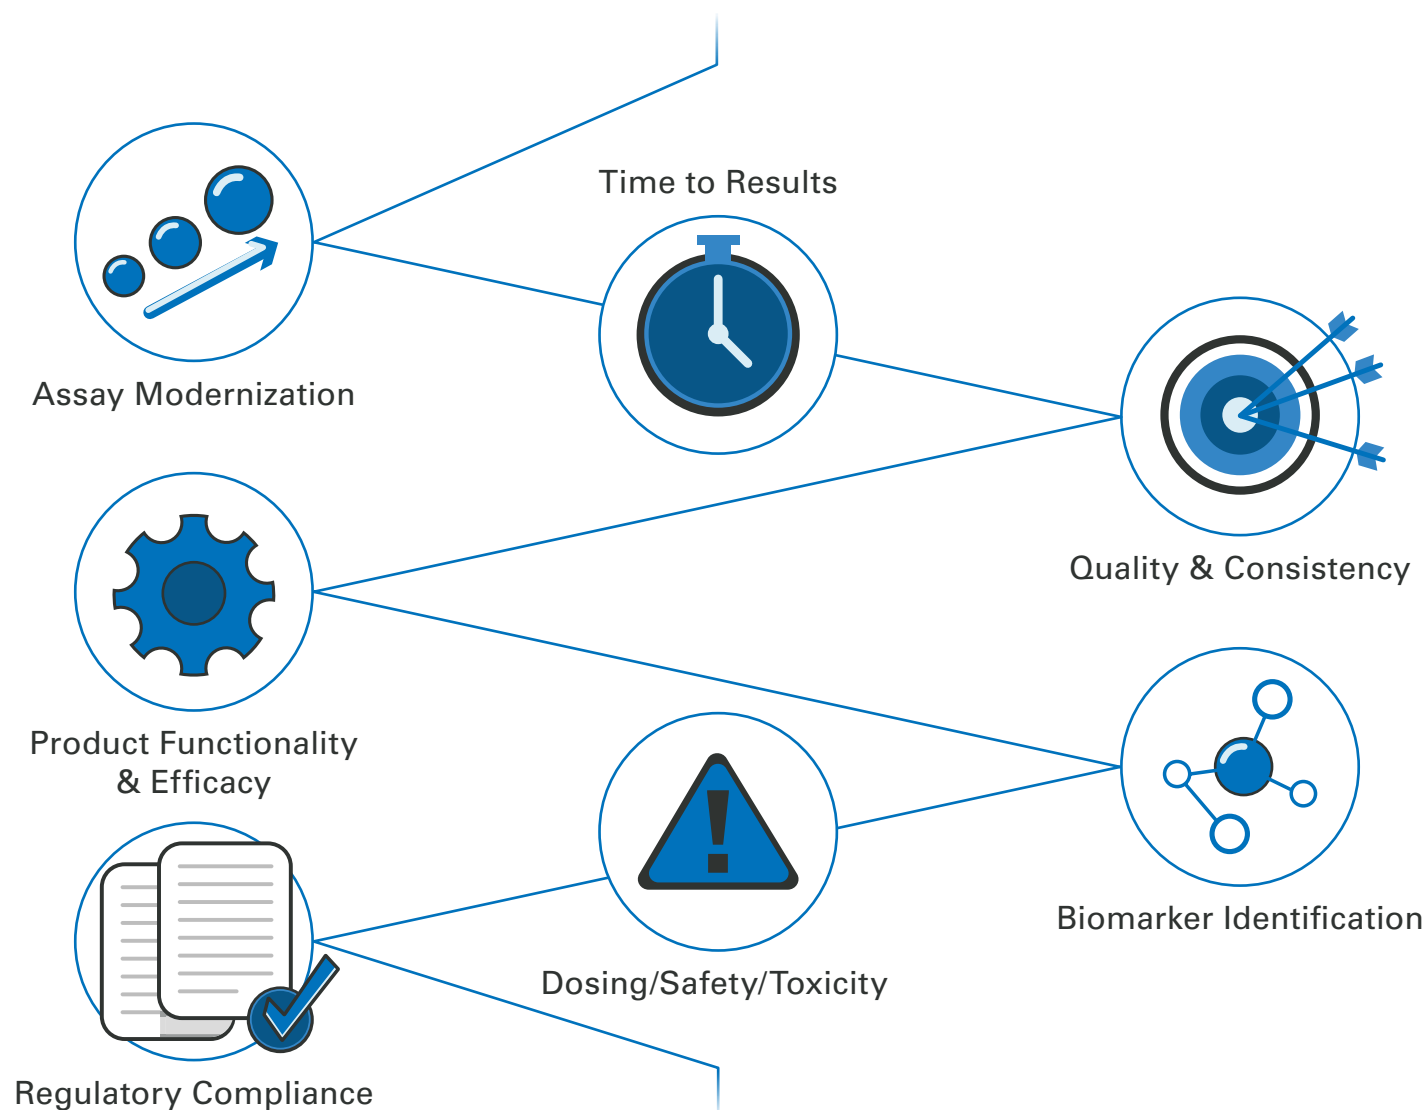 Time to Results
Assay Modernization
Quality & Consistency
Product Functionality
& Efficacy
Biomarker Identification
Dosing/Safety/Toxicity
Regulatory Compliance